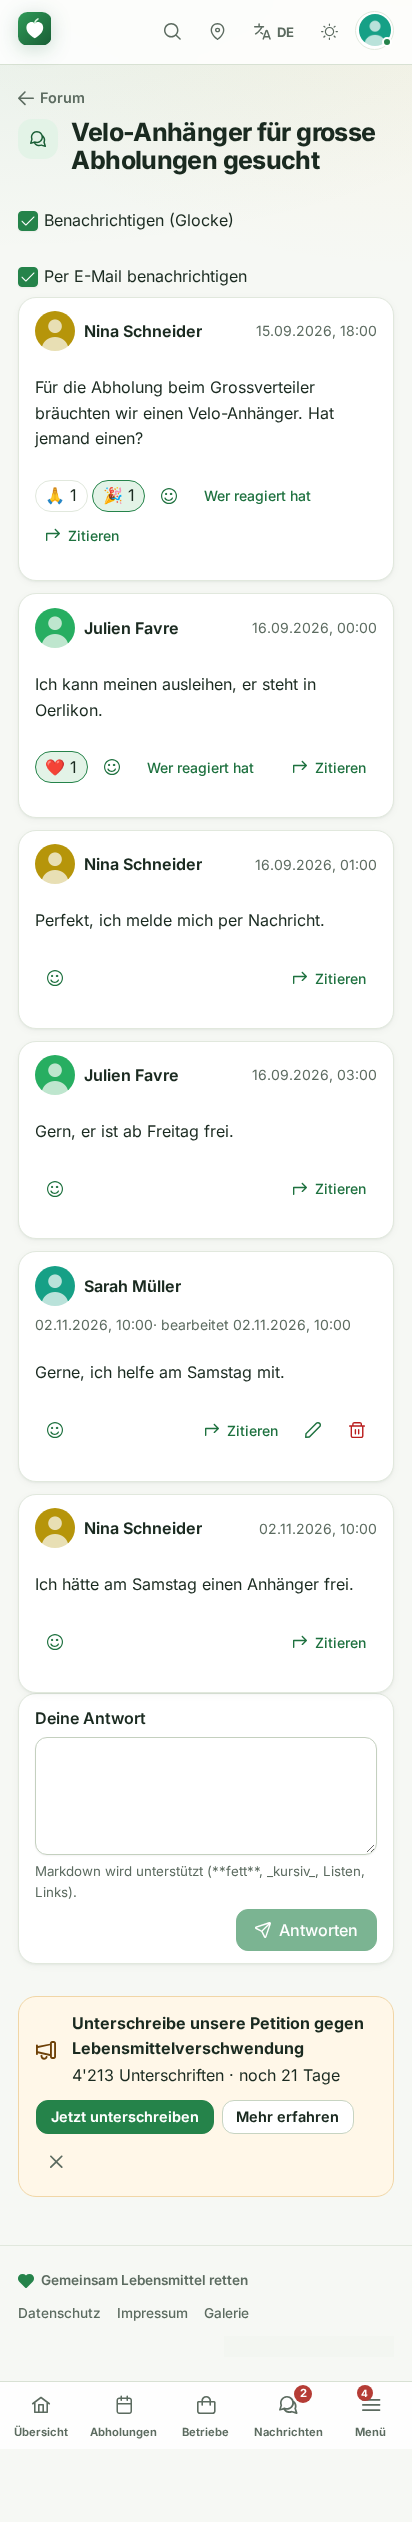 DE
Forum
Velo-Anhänger für grosse
Abholungen gesucht
Benachrichtigen (Glocke)
Per E-Mail benachrichtigen
Nina Schneider 15.09.2026, 18:00
Für die Abholung beim Grossverteiler
bräuchten wir einen Velo-Anhänger. Hat
jemand einen?
🙏 1 🎉 1 Wer reagiert hat
Zitieren
Julien Favre 16.09.2026, 00:00
Ich kann meinen ausleihen, er steht in
Oerlikon.
❤️ 1 Wer reagiert hat Zitieren
Nina Schneider 16.09.2026, 01:00
Perfekt, ich melde mich per Nachricht.
Zitieren
Julien Favre 16.09.2026, 03:00
Gern, er ist ab Freitag frei.
Zitieren
Sarah Müller
02.11.2026, 10:00· bearbeitet 02.11.2026, 10:00
Gerne, ich helfe am Samstag mit.
Zitieren
Nina Schneider 02.11.2026, 10:00
Ich hätte am Samstag einen Anhänger frei.
Zitieren
Deine Antwort
Markdown wird unterstützt (**fett**, _kursiv_, Listen,
Links).
Antworten
Unterschreibe unsere Petition gegen
Lebensmittelverschwendung
4'213 Unterschriften · noch 21 Tage
Jetzt unterschreiben Mehr erfahren
Gemeinsam Lebensmittel retten
Datenschutz Impressum Galerie
2 4
Übersicht Abholungen Betriebe Nachrichten Menü